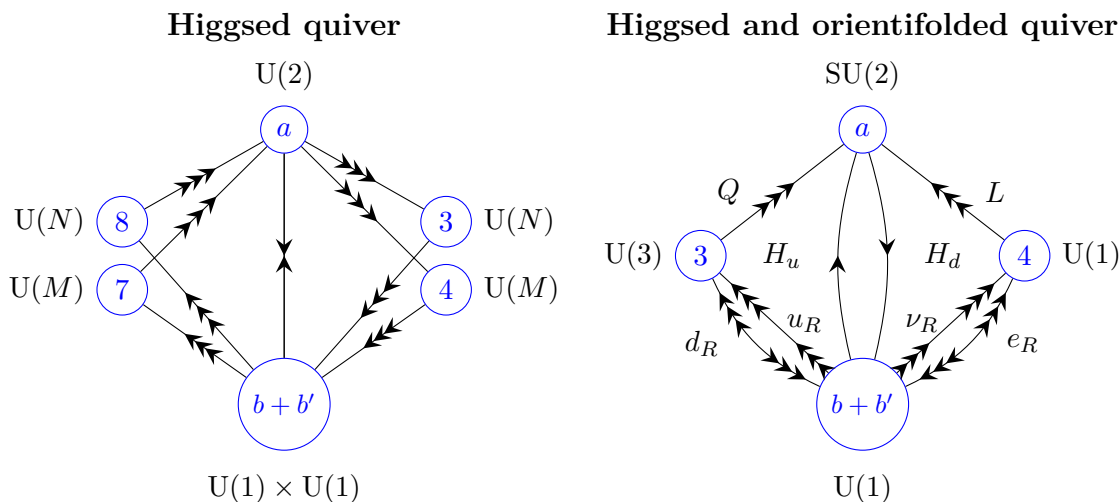 Higgsed quiver
U(2)
a
U(N) 8 3 U(N)
U(M) 7 4 U(M)
b + b′
U(1) × U(1)
Higgsed and orientifolded quiver
SU(2)
a
Q L
U(3) 3 H_u H_d 4 U(1)
d_R u_R ν_R e_R
b + b′
U(1)